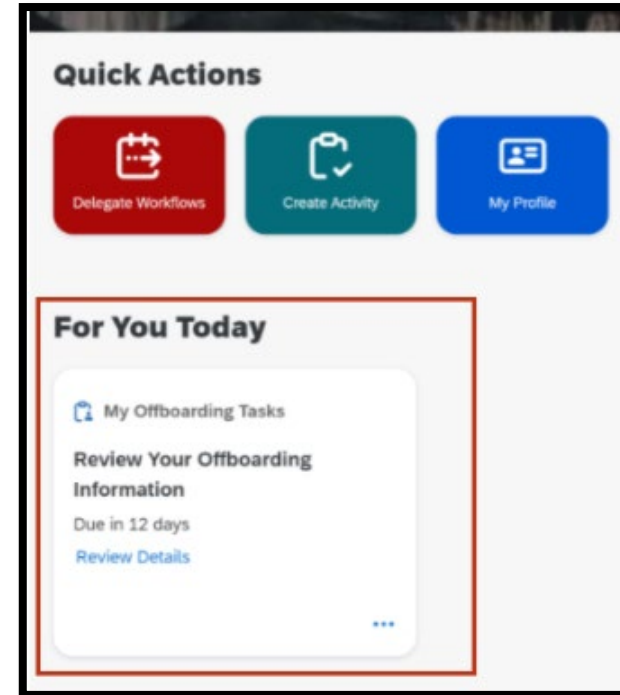 Quick Actions
Delegate Workflows
Create Activity
My Profile
For You Today
My Offboarding Tasks
Review Your Offboarding
Information
Due in 12 days
Review Details